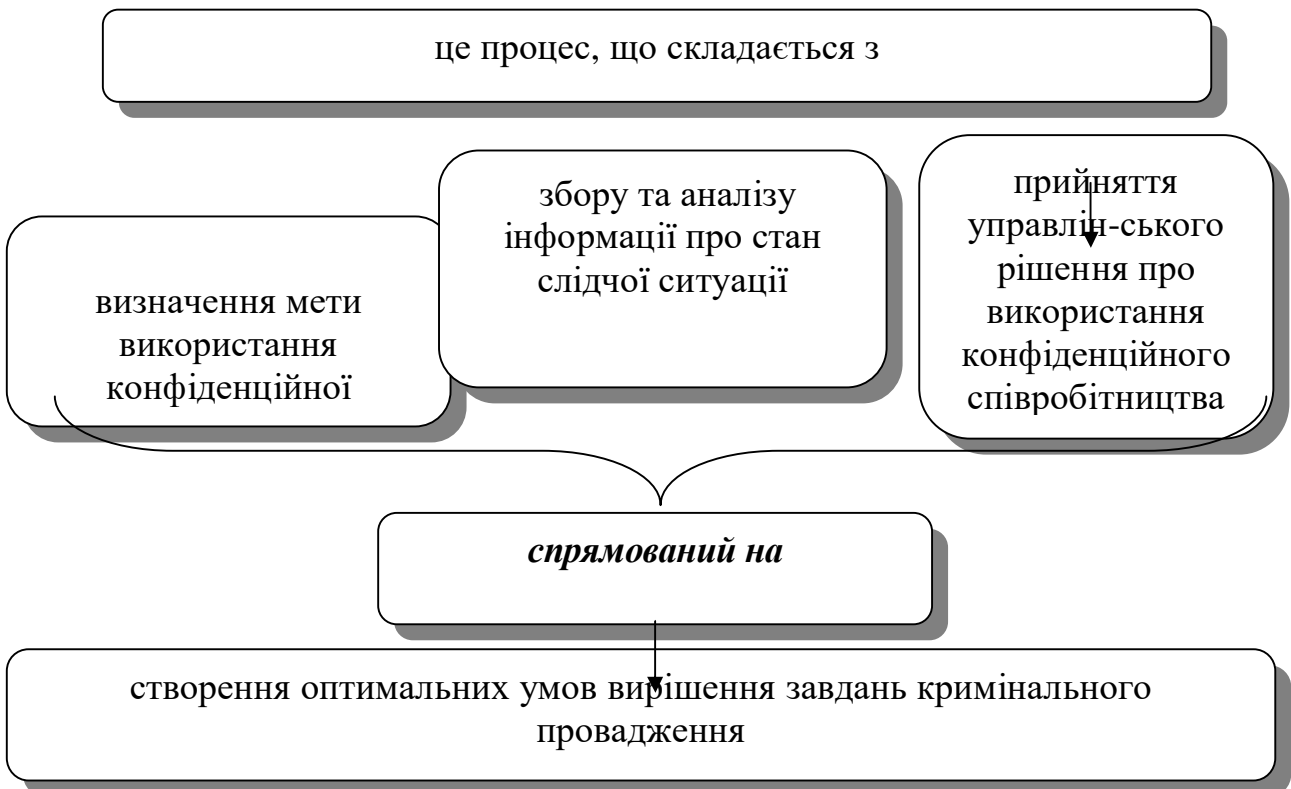 це процес, що складається з
визначення мети
використання
конфіденційної
збору та аналізу
інформації про стан
слідчої ситуації
прийняття
управлін-ського
рішення про
використання
конфіденційного
співробітництва
спрямований на
створення оптимальних умов вирішення завдань кримінального
провадження